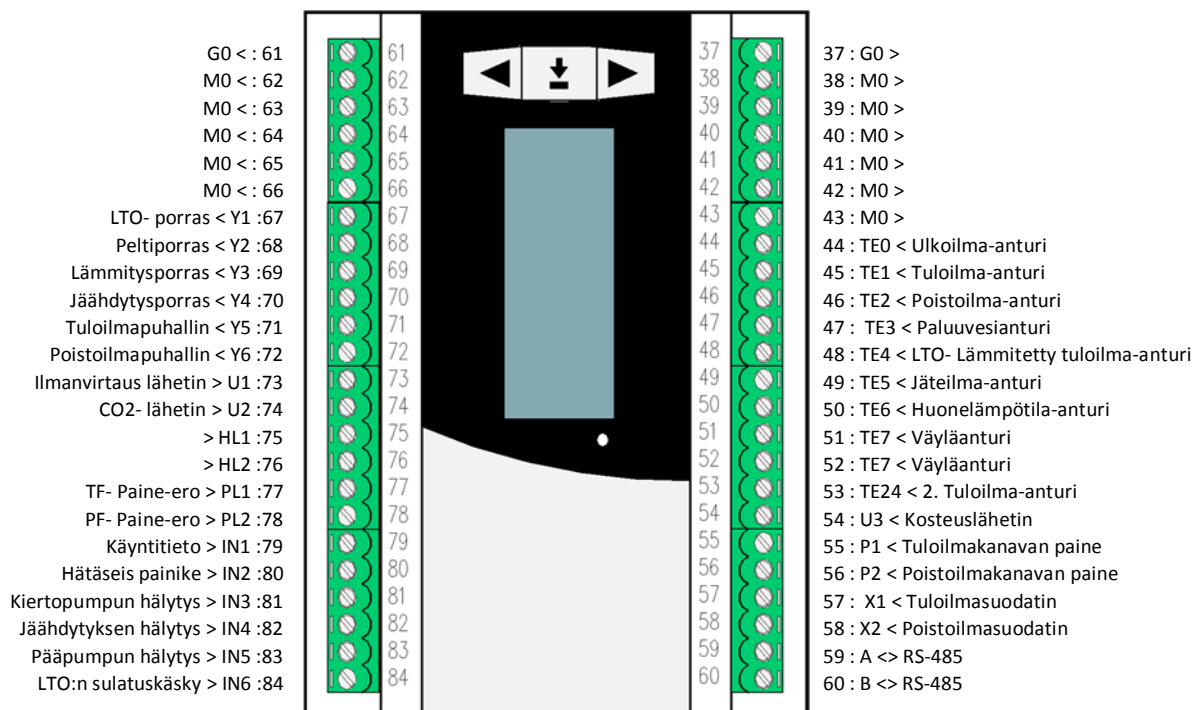 G0 < : 61
M0 < : 62
M0 < : 63
M0 < : 64
M0 < : 65
M0 < : 66
LTO- porras < Y1 :67
Peltiporras < Y2 :68
Lämmitysporras < Y3 :69
Jäähdytysporras < Y4 :70
Tuloilmapuhallin < Y5 :71
Poistoilmapuhallin < Y6 :72
Ilmanvirtaus lähetin > U1 :73
CO2- lähetin > U2 :74
> HL1 :75
> HL2 :76
TF- Paine-ero > PL1 :77
PF- Paine-ero > PL2 :78
Käyntitieto > IN1 :79
Hätäseis painike > IN2 :80
Kiertopumpun hälytys > IN3 :81
Jäähdytyksen hälytys > IN4 :82
Pääpumpun hälytys > IN5 :83
LTO:n sulatuskäsky > IN6 :84
61
62
63
64
65
66
67
68
69
70
71
72
73
74
75
76
77
78
79
80
81
82
83
84
37
38
39
40
41
42
43
44
45
46
47
48
49
50
51
52
53
54
55
56
57
58
59
60
37 : G0 >
38 : M0 >
39 : M0 >
40 : M0 >
41 : M0 >
42 : M0 >
43 : M0 >
44 : TE0 < Ulkoilma-anturi
45 : TE1 < Tuloilma-anturi
46 : TE2 < Poistoilma-anturi
47 : TE3 < Paluuvesianturi
48 : TE4 < LTO- Lämmitetty tuloilma-anturi
49 : TE5 < Jäteilma-anturi
50 : TE6 < Huonelämpötila-anturi
51 : TE7 < Väyläanturi
52 : TE7 < Väyläanturi
53 : TE24 < 2. Tuloilma-anturi
54 : U3 < Kosteuslähetin
55 : P1 < Tuloilmakanavan paine
56 : P2 < Poistoilmakanavan paine
57 : X1 < Tuloilmasuodatin
58 : X2 < Poistoilmasuodatin
59 : A <> RS-485
60 : B <> RS-485